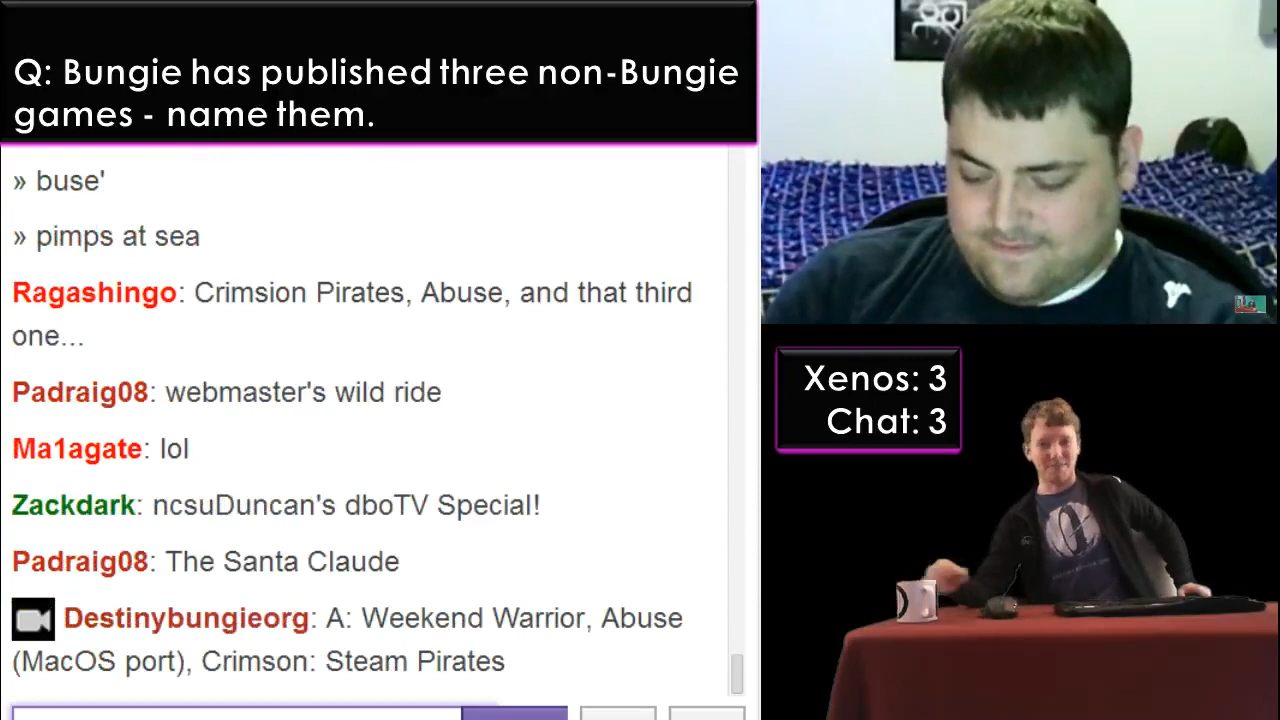 Q: Bungie has published three non-Bungie
games - name them.
» buse'
» pimps at sea
Ragashingo: Crimsion Pirates, Abuse, and that third
one...
Padraig08: webmaster's wild ride
Ma1agate: lol
Zackdark: ncsuDuncan's dboTV Special!
Padraig08: The Santa Claude
Destinybungieorg: A: Weekend Warrior, Abuse
(MacOS port), Crimson: Steam Pirates
Xenos: 3
Chat: 3